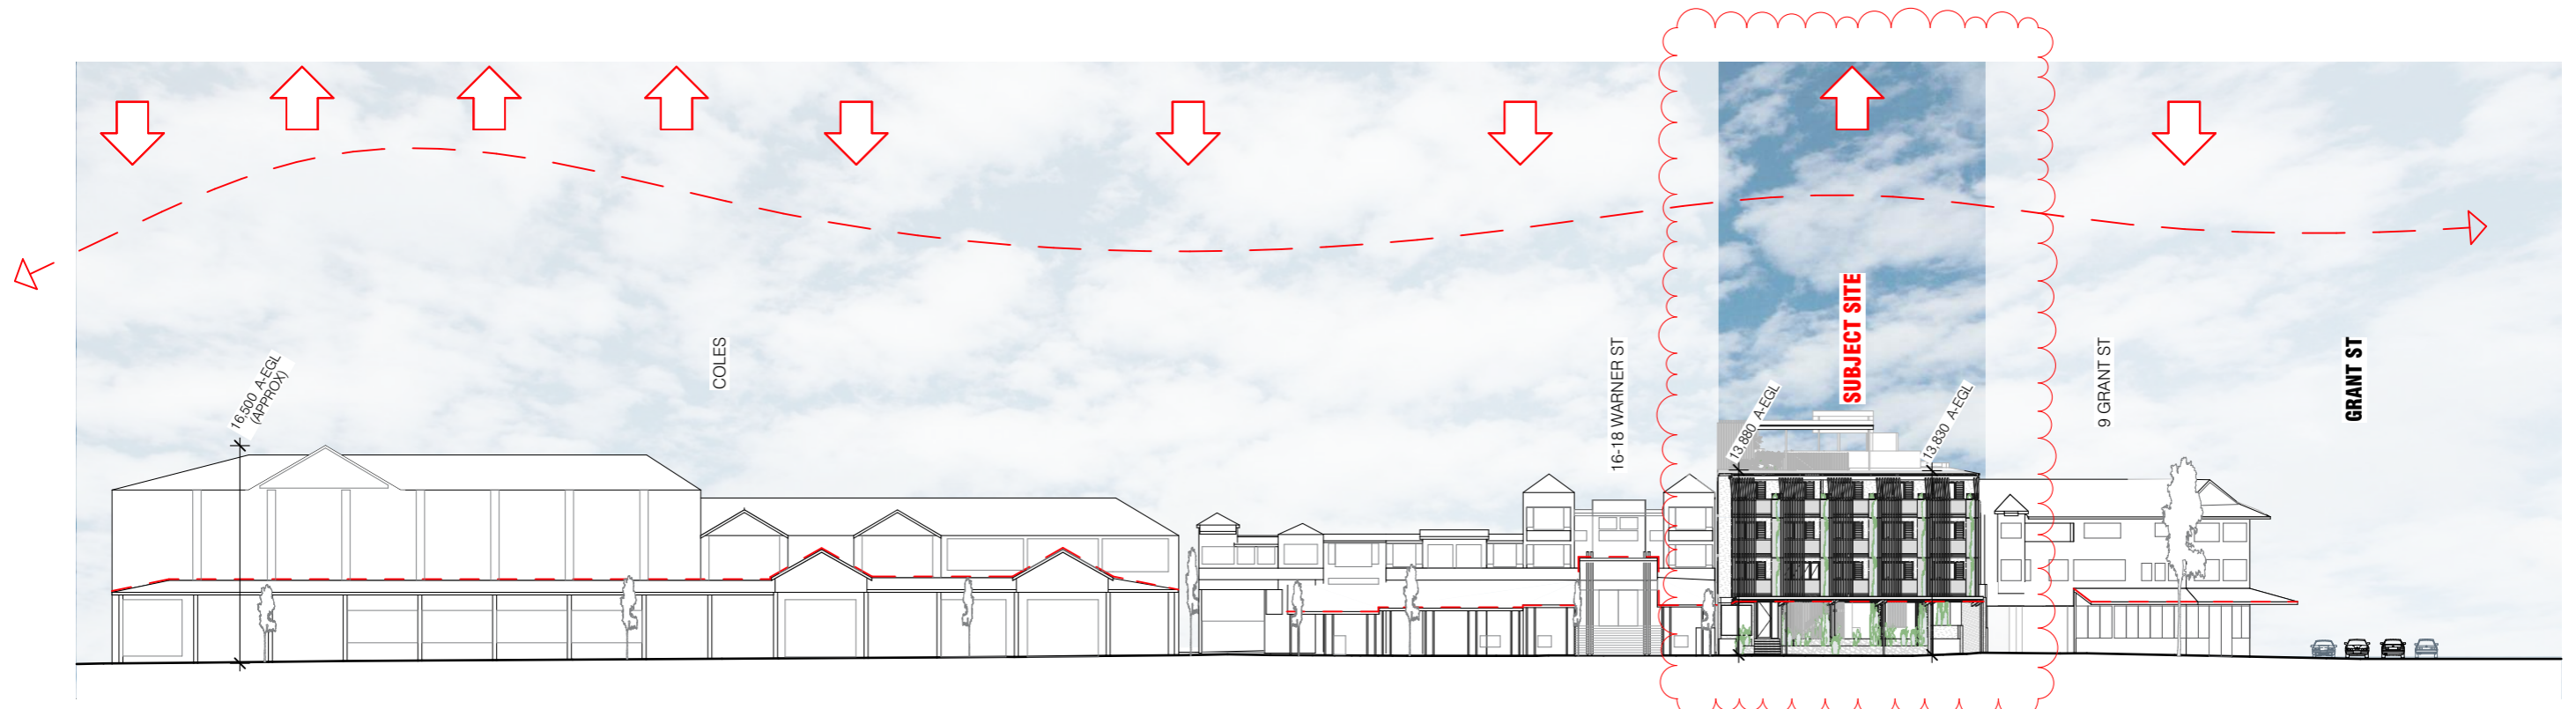 16,500 A-EGL
(APPROX)
COLES
16-18 WARNER ST
13,880 A-EGL
SUBJECT SITE
13,830 A-EGL
9 GRANT ST
GRANT ST